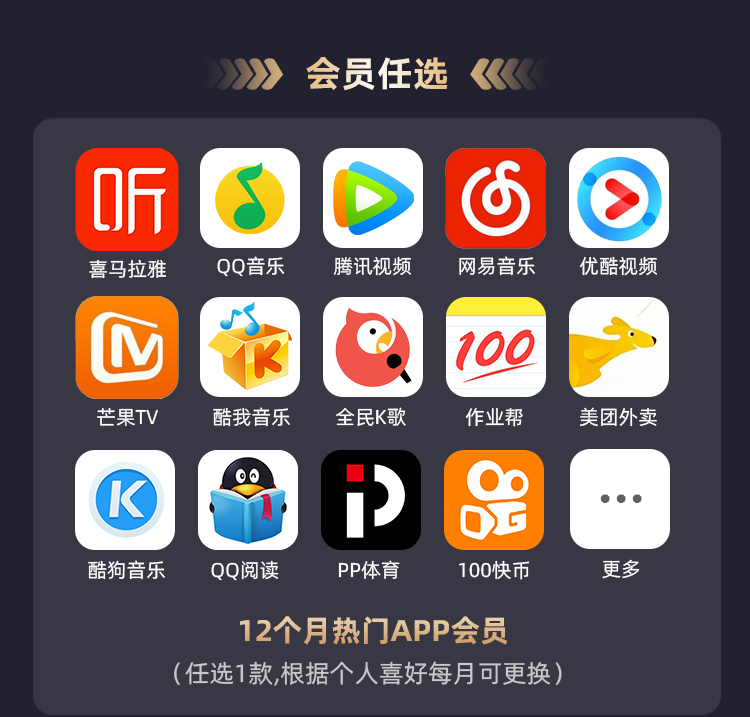 会员任选
听
喜马拉雅 QQ音乐 腾讯视频 网易音乐 优酷视频
K 100
芒果TV 酷我音乐 全民K歌 作业帮 美团外卖
K
酷狗音乐 QQ阅读 PP体育 100快币 更多
12个月热门APP会员
(任选1款,根据个人喜好每月可更换)